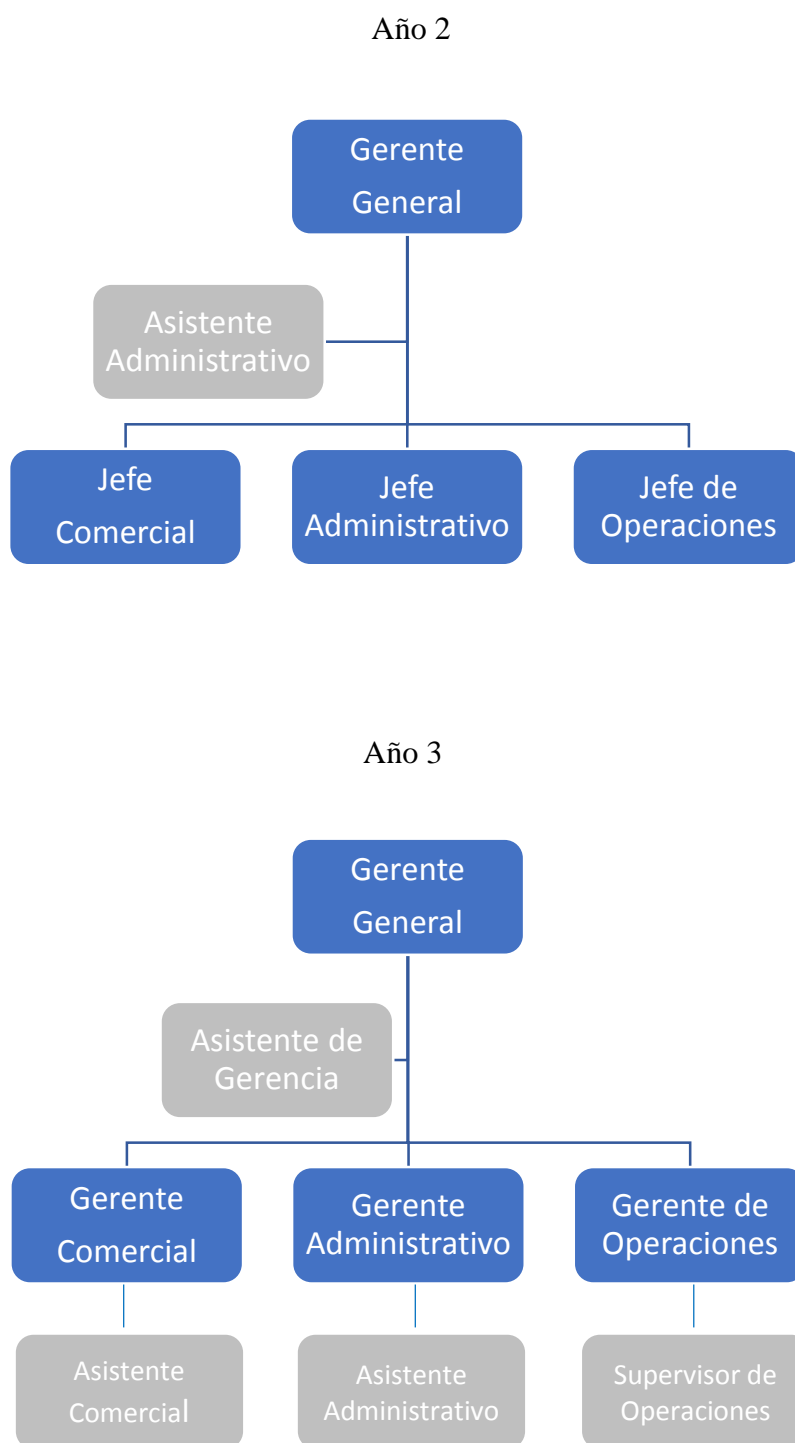 Año 2
Gerente
General
Asistente
Administrativo
Jefe
Comercial
Jefe
Administrativo
Jefe de
Operaciones
Año 3
Gerente
General
Asistente de
Gerencia
Gerente
Comercial
Gerente
Administrativo
Gerente de
Operaciones
Asistente
Comercial
Asistente
Administrativo
Supervisor de
Operaciones